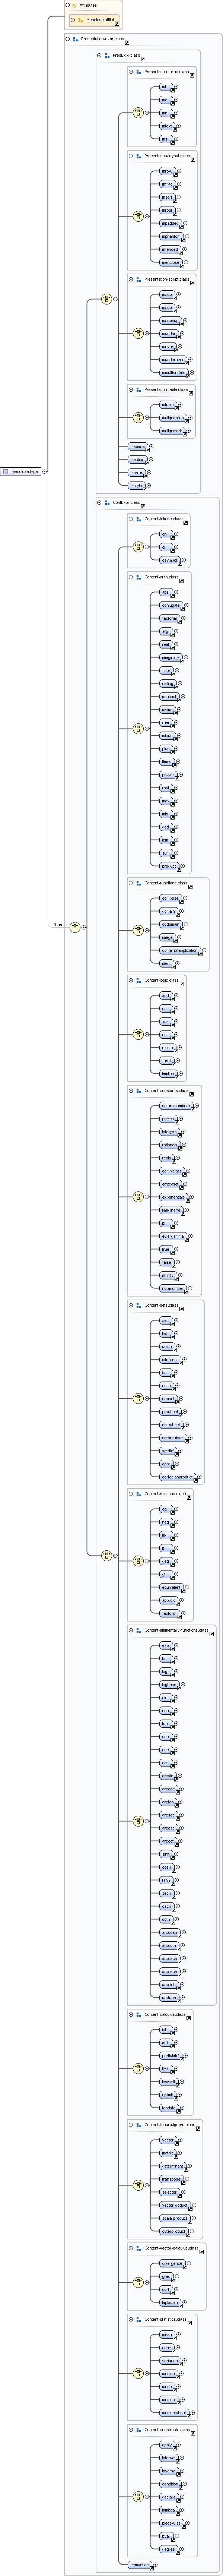 Attributes
menclose.attlist
Presentation-expr.class
PresExpr.class
Presentation-token.class
mi
mo
mn
mtext
ms
Presentation-layout.class
mrow
mfrac
msqrt
mroot
mpadded
mphantom
mfenced
menclose
Presentation-script.class
msub
msup
msubsup
munder
mover
munderover
mmultiscripts
Presentation-table.class
mtable
maligngroup
malignmark
mspace
maction
merror
mstyle
menclose.type
ContExpr.class
Content-tokens.class
cn
ci
csymbol
Content-arith.class
abs
conjugate
factorial
arg
real
imaginary
floor
ceiling
quotient
divide
rem
minus
plus
times
power
root
max
min
gcd
lcm
sum
product
Content-functions.class
compose
domain
codomain
image
domainofapplication
ident
0..∞
Content-logic.class
and
or
xor
not
exists
forall
implies
Content-constants.class
naturalnumbers
primes
integers
rationals
reals
complexes
emptyset
exponentiale
imaginaryi
pi
eulergamma
true
false
infinity
notanumber
Content-sets.class
set
list
union
intersect
in
notin
subset
prsubset
notsubset
notprsubset
setdiff
card
cartesianproduct
Content-relations.class
eq
neq
leq
lt
geq
gt
equivalent
approx
factorof
Content-elementary-functions.class
exp
ln
log
logbase
sin
cos
tan
sec
csc
cot
arcsin
arccos
arctan
arcsec
arccsc
arccot
sinh
cosh
tanh
sech
csch
coth
arccosh
arccoth
arccsch
arcsech
arcsinh
arctanh
Content-calculus.class
int
diff
partialdiff
limit
lowlimit
uplimit
tendsto
Content-linear-algebra.class
vector
matrix
determinant
transpose
selector
vectorproduct
scalarproduct
outerproduct
Content-vector-calculus.class
divergence
grad
curl
laplacian
Content-statistics.class
mean
sdev
variance
median
mode
moment
momentabout
Content-constructs.class
apply
interval
inverse
condition
declare
lambda
piecewise
bvar
degree
semantics